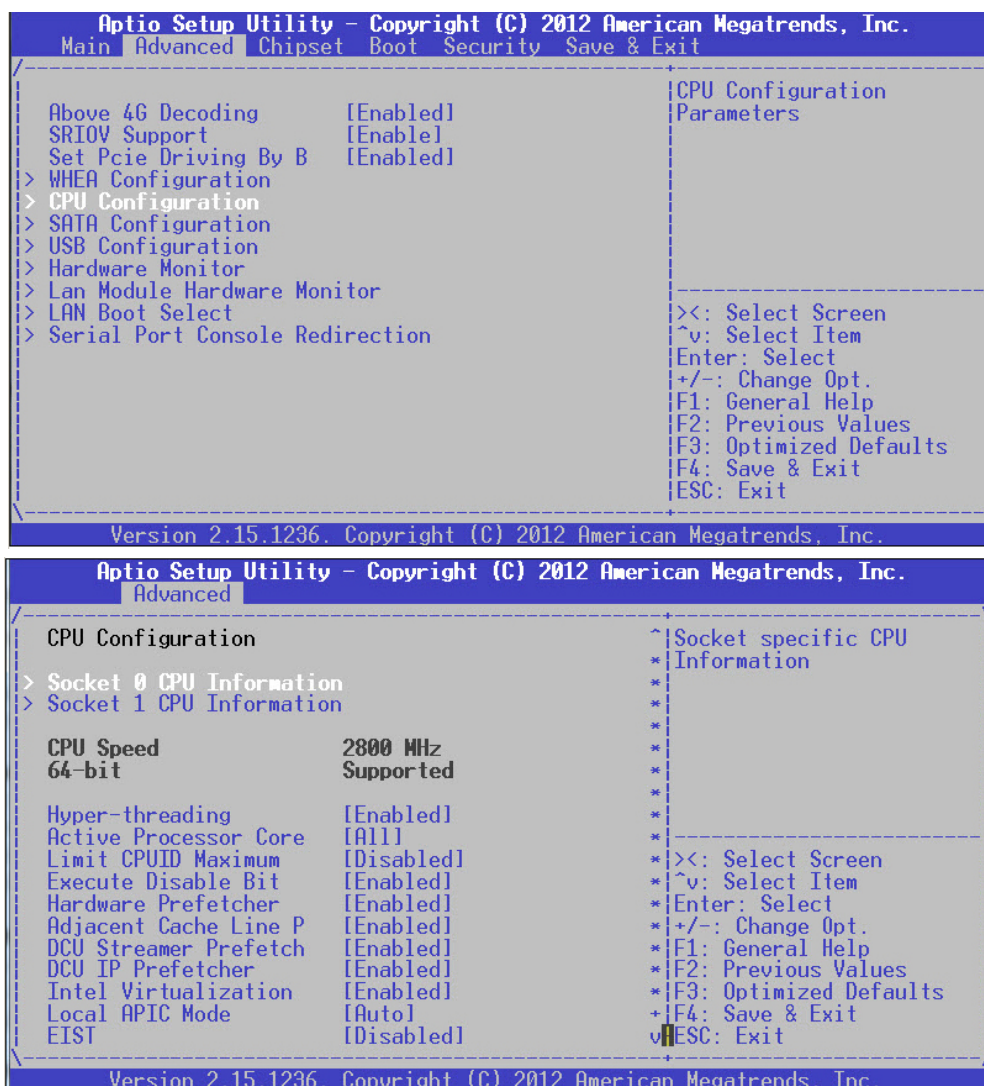 Aptio Setup Utility – Copyright (C) 2012 American Megatrends, Inc.
Main Advanced Chipset Boot Security Save & Exit
CPU Configuration
Above 4G Decoding [Enabled] Parameters
SRIOV Support [Enable]
Set Pcie Driving By B [Enabled]
> WHEA Configuration
> CPU Configuration
> SATA Configuration
> USB Configuration
> Hardware Monitor
> Lan Module Hardware Monitor
> LAN Boot Select ><: Select Screen
> Serial Port Console Redirection ^v: Select Item
Enter: Select
+/-: Change Opt.
F1: General Help
F2: Previous Values
F3: Optimized Defaults
F4: Save & Exit
ESC: Exit
Version 2.15.1236. Copyright (C) 2012 American Megatrends, Inc.
Aptio Setup Utility – Copyright (C) 2012 American Megatrends, Inc.
Advanced
CPU Configuration ^ Socket specific CPU
* Information
> Socket 0 CPU Information *
> Socket 1 CPU Information *
*
CPU Speed 2800 MHz *
64-bit Supported *
*
Hyper-threading [Enabled] *
Active Processor Core [All] *
Limit CPUID Maximum [Disabled] * ><: Select Screen
Execute Disable Bit [Enabled] * ^v: Select Item
Hardware Prefetcher [Enabled] * Enter: Select
Adjacent Cache Line P [Enabled] * +/-: Change Opt.
DCU Streamer Prefetch [Enabled] * F1: General Help
DCU IP Prefetcher [Enabled] * F2: Previous Values
Intel Virtualization [Enabled] * F3: Optimized Defaults
Local APIC Mode [Auto] + F4: Save & Exit
EIST [Disabled] v ESC: Exit
Version 2.15.1236. Copyright (C) 2012 American Megatrends, Inc.